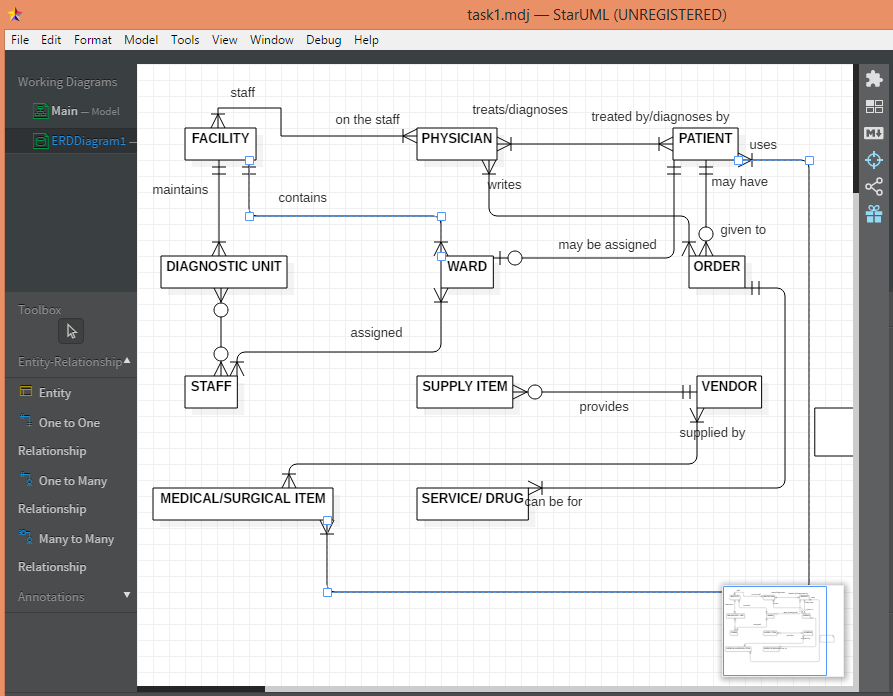 task1.mdj — StarUML (UNREGISTERED)
File Edit Format Model Tools View Window Debug Help
Working Diagrams
Main — Model
ERDDiagram1 —
Toolbox
Entity-Relationship
Entity
One to One
Relationship
One to Many
Relationship
Many to Many
Relationship
Annotations
staff
on the staff
treats/diagnoses
treated by/diagnoses by
FACILITY
PHYSICIAN
PATIENT
uses
maintains
contains
writes
may have
given to
may be assigned
DIAGNOSTIC UNIT
WARD
ORDER
assigned
STAFF
SUPPLY ITEM
VENDOR
provides
supplied by
MEDICAL/SURGICAL ITEM
SERVICE/ DRUG
can be for
M